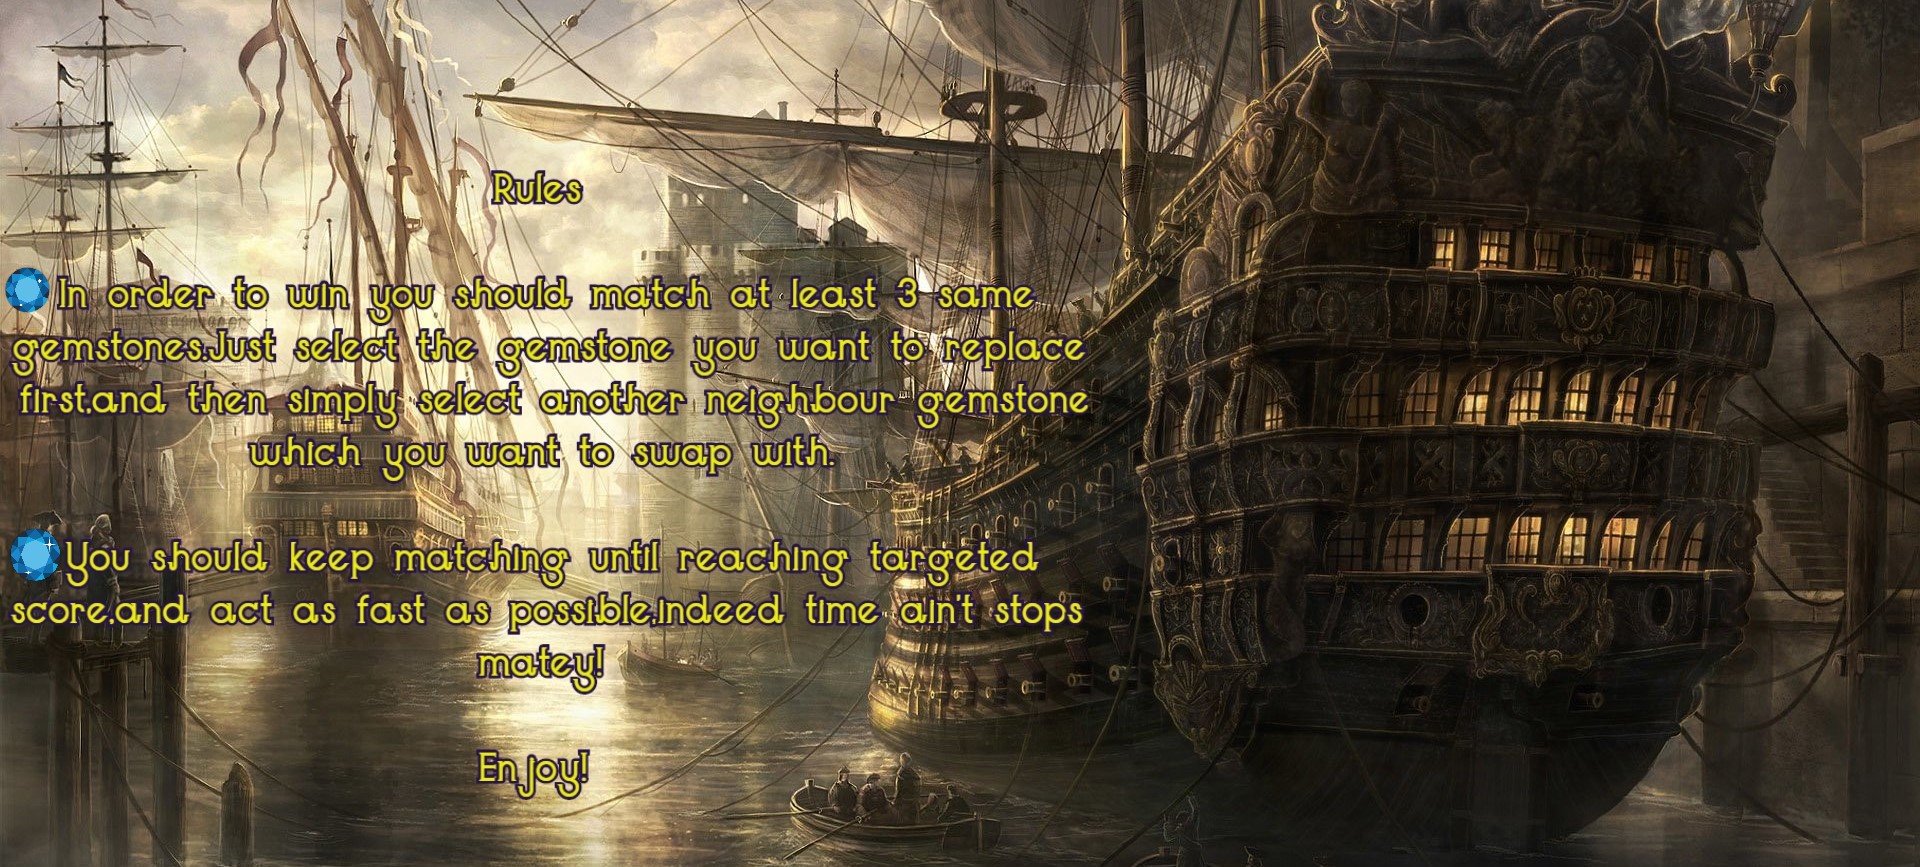 Rules
In order to win you should match at least 3 same
gemstones.Just select the gemstone you want to replace
first,and then simply select another neighbour gemstone
which you want to swap with.
You should keep matching until reaching targeted
score,and act as fast as possible,indeed time ain't stops
matey!
Enjoy!